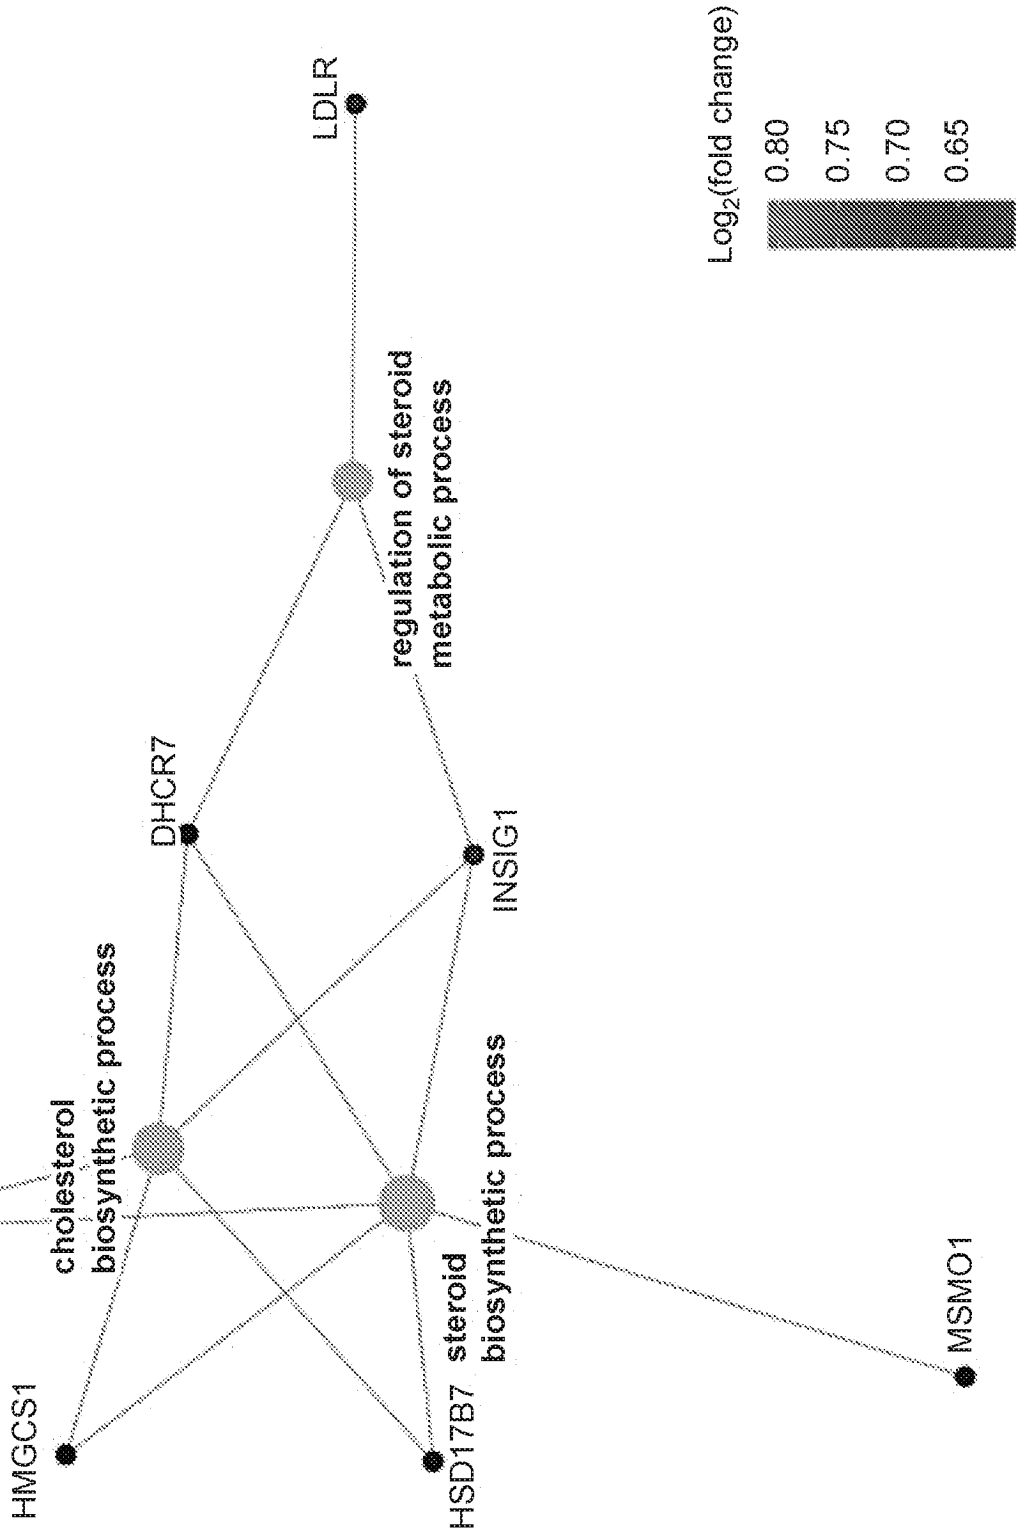 HMGCS1
cholesterol
biosynthetic process
DHCR7
LDLR
HSD17B7
steroid
biosynthetic process
INSIG1
regulation of steroid
metabolic process
MSMO1
Log₂(fold change)
0.80
0.75
0.70
0.65